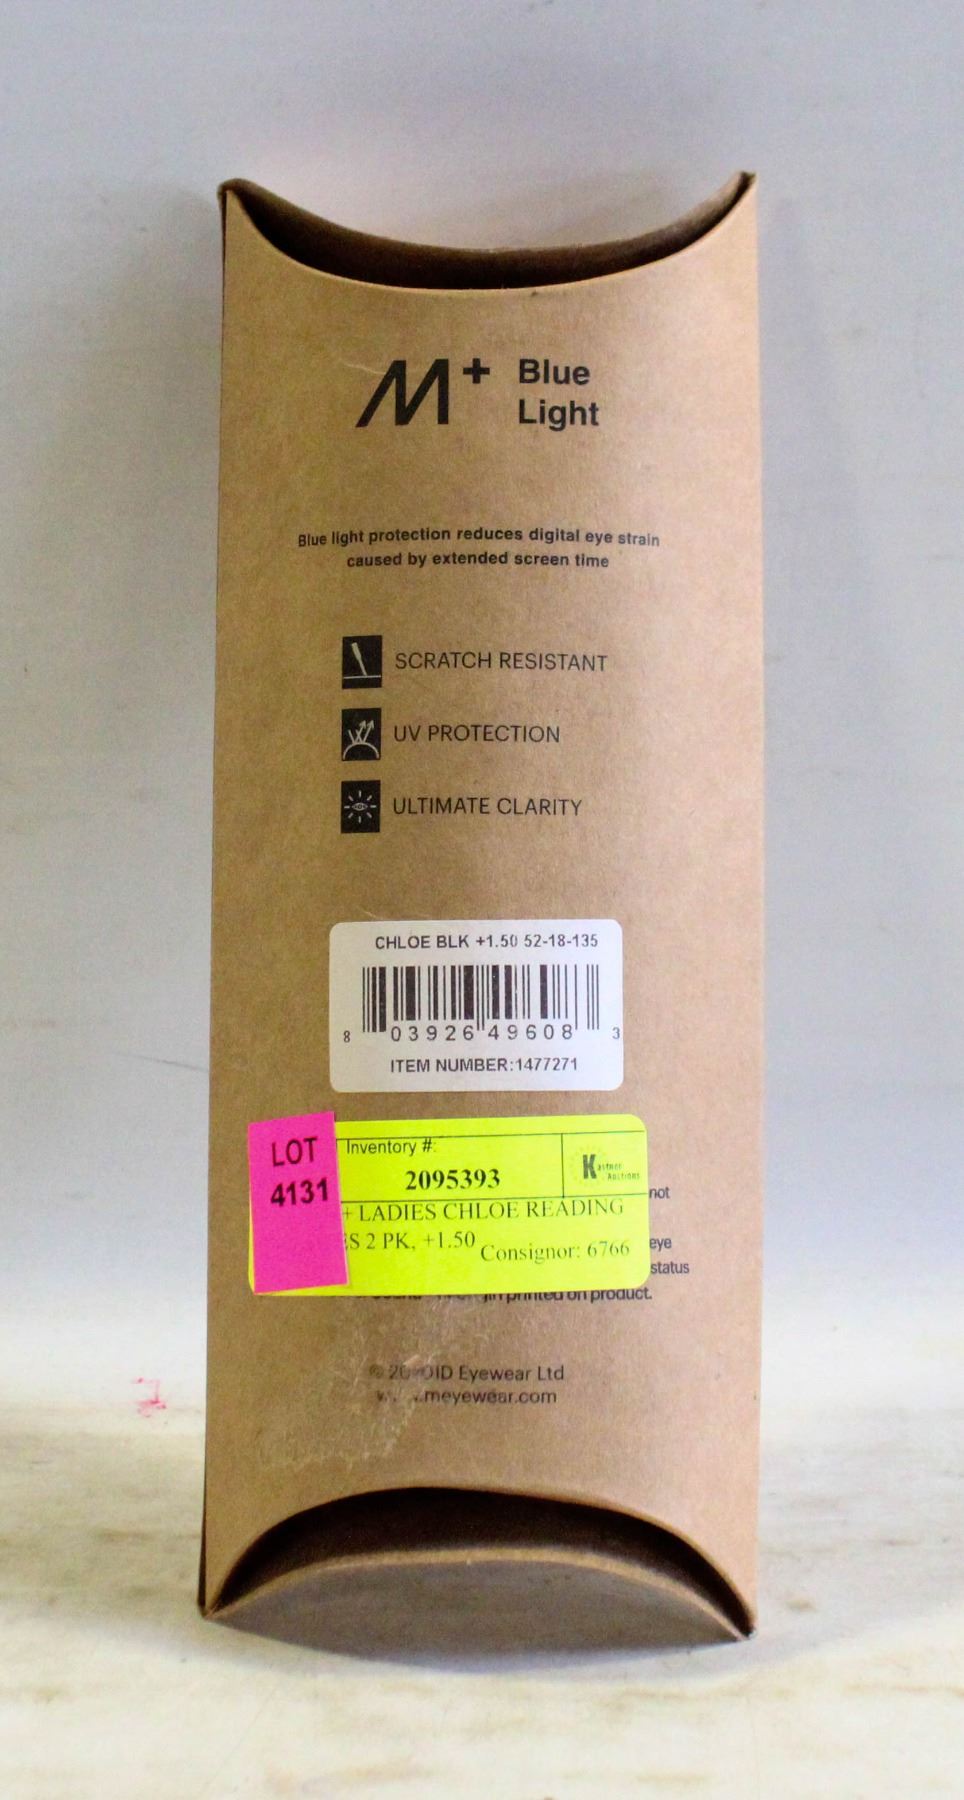 M+ Blue
Light
Blue light protection reduces digital eye strain
caused by extended screen time
SCRATCH RESISTANT
UV PROTECTION
ULTIMATE CLARITY
CHLOE BLK +1.50 52-18-135
8 03926 49608 3
ITEM NUMBER:1477271
LOT
4131
Inventory #:
2095393
Kastner
Auctions
+ LADIES CHLOE READING
ES 2 PK, +1.50
Consignor: 6766
not
eye
status
printed on product.
ID Eyewear Ltd
meyewear.com